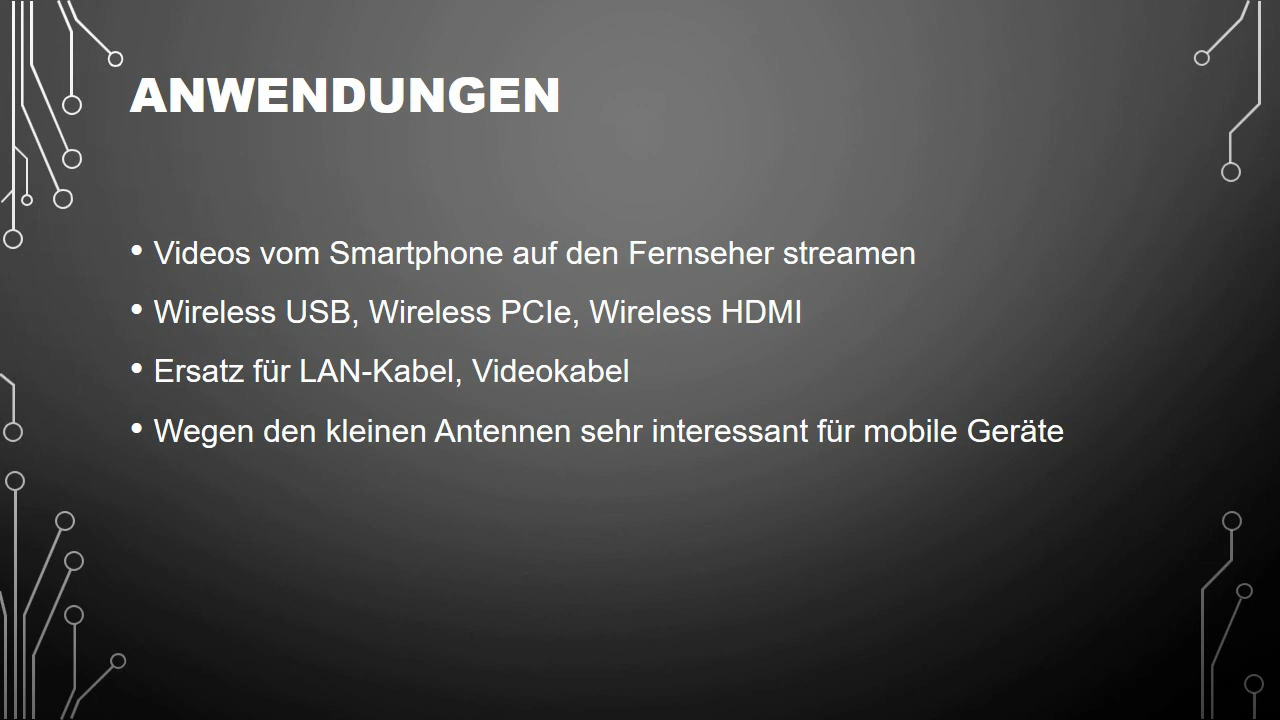 ANWENDUNGEN
• Videos vom Smartphone auf den Fernseher streamen
• Wireless USB, Wireless PCIe, Wireless HDMI
• Ersatz für LAN-Kabel, Videokabel
• Wegen den kleinen Antennen sehr interessant für mobile Geräte